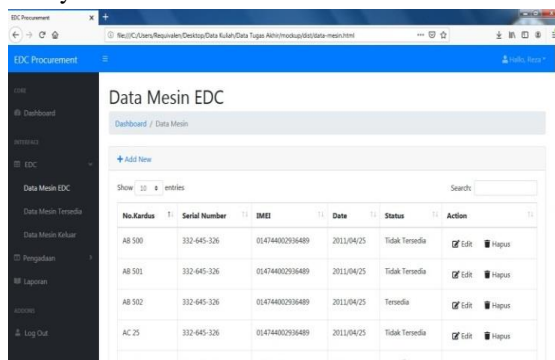 EDC Procurement
file:///C:/Users/Requivalen/Desktop/Data Kuliah/Data Tugas Akhir/mockup/dist/data-mesin.html
EDC Procurement
Hallo, Reza
CORE
Dashboard
INTERFACE
EDC
Data Mesin EDC
Data Mesin Tersedia
Data Mesin Keluar
Pengadaan
Laporan
ADDONS
Log Out
Data Mesin EDC
Dashboard / Data Mesin
+ Add New
Show 10 entries Search:
No.Kardus Serial Number IMEI Date Status Action
AB 500 332-645-326 014744002936489 2011/04/25 Tidak Tersedia Edit Hapus
AB 501 332-645-326 014744002936489 2011/04/25 Tidak Tersedia Edit Hapus
AB 502 332-645-326 014744002936489 2011/04/25 Tersedia Edit Hapus
AC 25 332-645-326 014744002936489 2011/04/25 Tidak Tersedia Edit Hapus